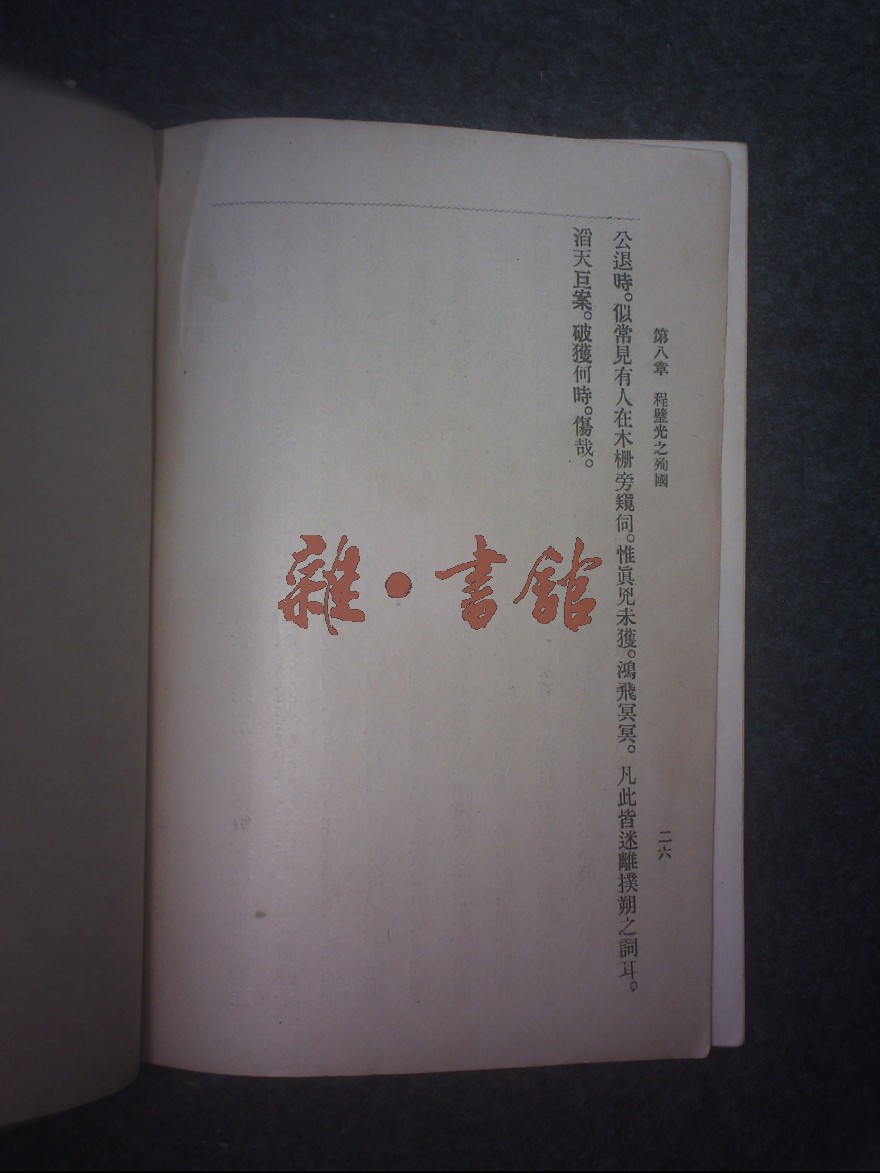 第八章　程璧光之殉國
二六
公退時。似常見有人在木柵旁窺伺。惟眞兇未獲。鴻飛冥冥。凡此皆迷離撲朔之詞耳。
滔天巨案。破獲何時。傷哉。
雜·書館